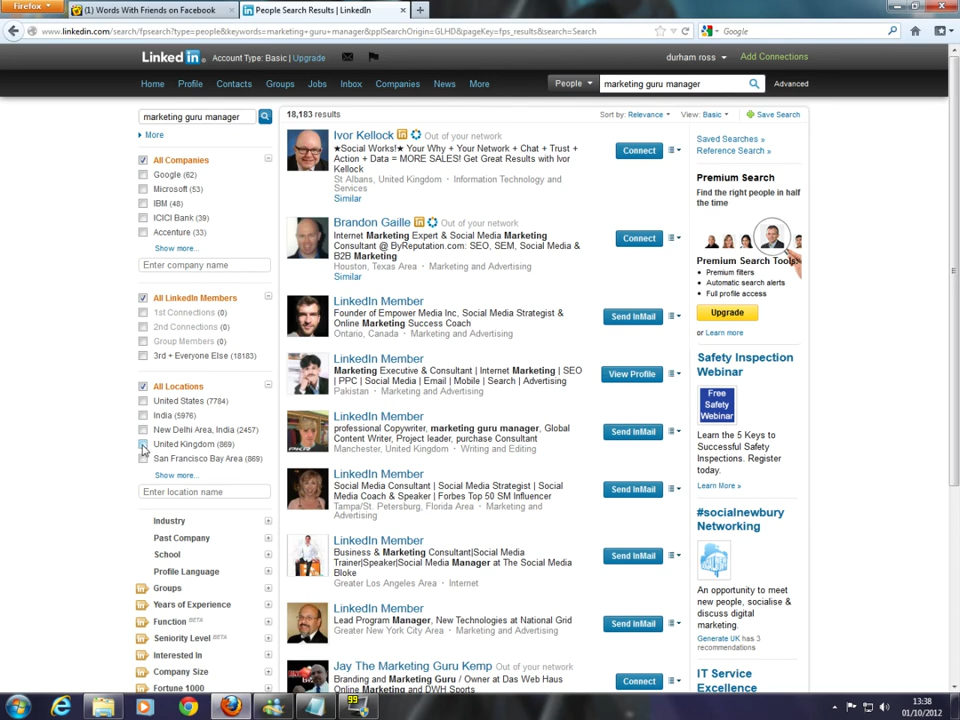 Firefox
(1) Words With Friends on Facebook
People Search Results | LinkedIn
www.linkedin.com/search/fpsearch?type=people&keywords=marketing+guru+manager&pplSearchOrigin=GLHD&pageKey=fps_results&search=Search
Google
Linked in
Account Type: Basic | Upgrade
durham ross
Add Connections
Home Profile Contacts Groups Jobs Inbox Companies News More
People
marketing guru manager
Advanced
marketing guru manager
More
All Companies
Google (62)
Microsoft (53)
IBM (48)
ICICI Bank (39)
Accenture (33)
Show more...
Enter company name
All LinkedIn Members
1st Connections (0)
2nd Connections (0)
Group Members (0)
3rd + Everyone Else (18183)
All Locations
United States (7784)
India (5976)
New Delhi Area, India (2457)
United Kingdom (869)
San Francisco Bay Area (869)
Show more...
Enter location name
Industry
Past Company
School
Profile Language
Groups
Years of Experience
Function BETA
Seniority Level BETA
Interested In
Company Size
Fortune 1000
18,183 results
Sort by: Relevance
View: Basic
Save Search
Ivor Kellock in Out of your network
★Social Works!★ Your Why + Your Network + Chat + Trust +
Action + Data = MORE SALES! Get Great Results with Ivor
Kellock
St Albans, United Kingdom · Information Technology and
Services
Similar
Connect
Brandon Gaille in Out of your network
Internet Marketing Expert & Social Media Marketing
Consultant @ ByReputation.com: SEO, SEM, Social Media &
B2B Marketing
Houston, Texas Area · Marketing and Advertising
Similar
Connect
LinkedIn Member
Founder of Empower Media Inc, Social Media Strategist &
Online Marketing Success Coach
Ontario, Canada · Marketing and Advertising
Send InMail
LinkedIn Member
Marketing Executive & Consultant | Internet Marketing | SEO
| PPC | Social Media | Email | Mobile | Search | Advertising
Pakistan · Marketing and Advertising
View Profile
LinkedIn Member
professional Copywriter, marketing guru manager, Global
Content Writer, Project leader, purchase Consultant
Manchester, United Kingdom · Writing and Editing
Send InMail
LinkedIn Member
Social Media Consultant | Social Media Strategist | Social
Media Coach & Speaker | Forbes Top 50 SM Influencer
Tampa/St. Petersburg, Florida Area · Marketing and
Advertising
Send InMail
LinkedIn Member
Business & Marketing Consultant|Social Media
Trainer|Speaker|Social Media Manager at The Social Media
Bloke
Greater Los Angeles Area · Internet
Send InMail
LinkedIn Member
Lead Program Manager, New Technologies at National Grid
Greater New York City Area · Marketing and Advertising
Send InMail
Jay The Marketing Guru Kemp Out of your network
Branding and Marketing Guru / Owner at Das Web Haus
Online Marketing and DWH Sports
Connect
Saved Searches »
Reference Search »
Premium Search
Find the right people in half
the time
Premium Search Tools:
• Premium filters
• Automatic search alerts
• Full profile access
Upgrade
or Learn more
Safety Inspection
Webinar
Free
Safety
Webinar
Learn the 5 Keys to
Successful Safety
Inspections. Register
today.
Learn More »
#socialnewbury
Networking
An opportunity to meet
new people, socialise &
discuss digital
marketing.
Generate UK has 3
recommendations
IT Service
Excellence
99
13:38
01/10/2012